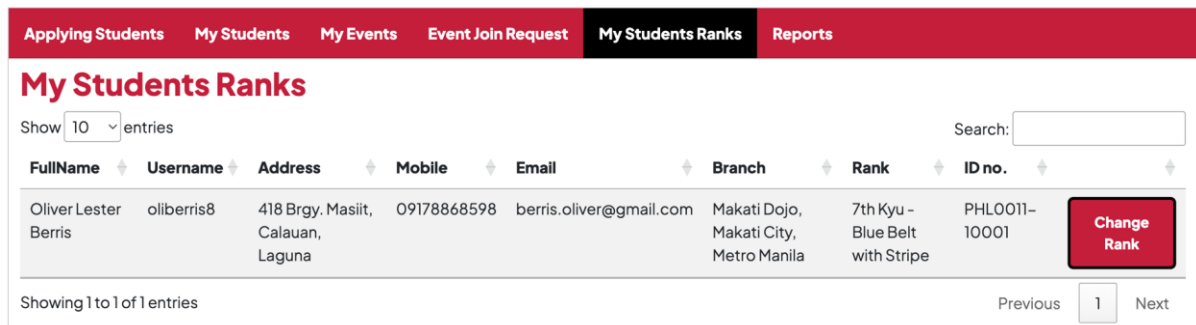 Applying Students My Students My Events Event Join Request My Students Ranks Reports
My Students Ranks
Show 10 entries Search:
FullName Username Address Mobile Email Branch Rank ID no.
Oliver Lester oliberris8 418 Brgy. Masiit, 09178868598 berris.oliver@gmail.com Makati Dojo, 7th Kyu - PHL0011-
Berris Calauan, Makati City, Blue Belt 10001
Laguna Metro Manila with Stripe
Change
Rank
Showing 1 to 1 of 1 entries Previous 1 Next